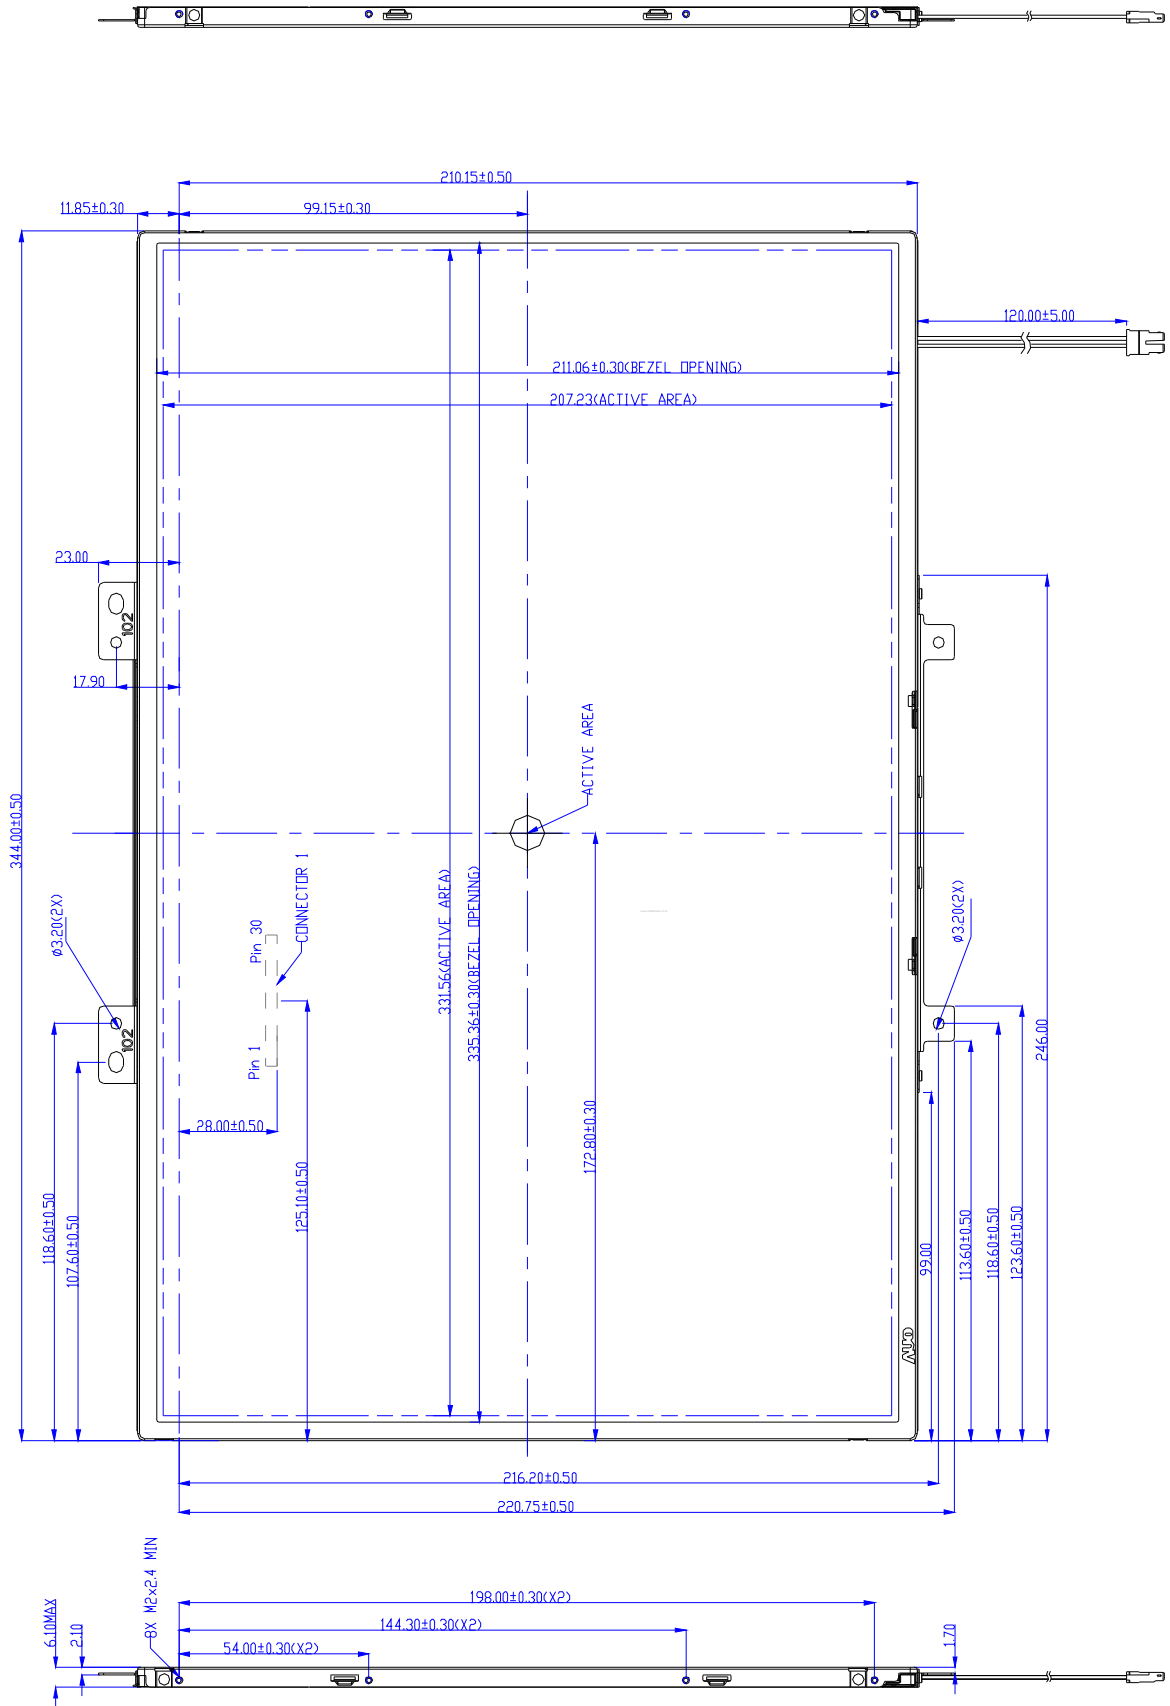 210.15±0.50
11.85±0.30
99.15±0.30
120.00±5.00
211.06±0.30(BEZEL OPENING)
207.23(ACTIVE AREA)
23.00
102
17.90
ACTIVE AREA
344.00±0.50
CONNECTOR 1
331.56(ACTIVE AREA)
335.36±0.30(BEZEL OPENING)
ø3.20(2X)
ø3.20(2X)
Pin 30
102
Pin 1
246.00
28.00±0.50
172.80±0.30
125.10±0.50
118.60±0.50
107.60±0.50
99.00
113.60±0.50
118.60±0.50
123.60±0.50
AUO
216.20±0.50
220.75±0.50
8X M2x2.4 MIN
198.00±0.30(X2)
144.30±0.30(X2)
54.00±0.30(X2)
6.10MAX
2.10
1.70